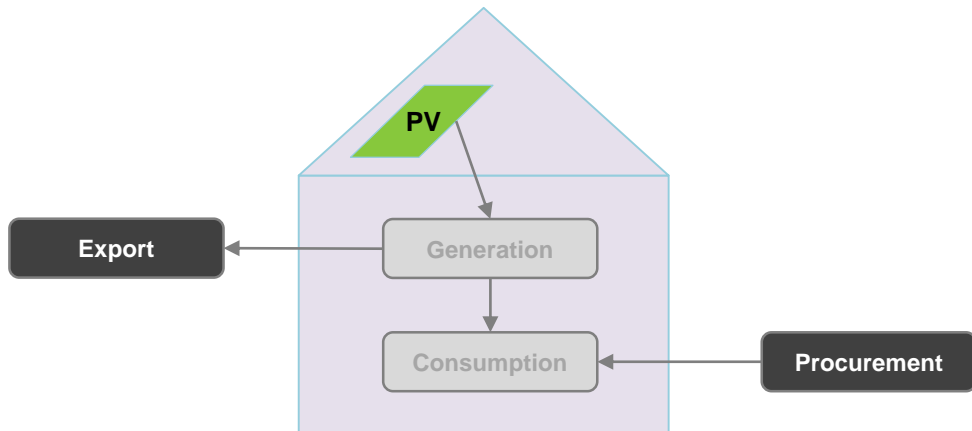 PV
Export
Generation
Consumption
Procurement